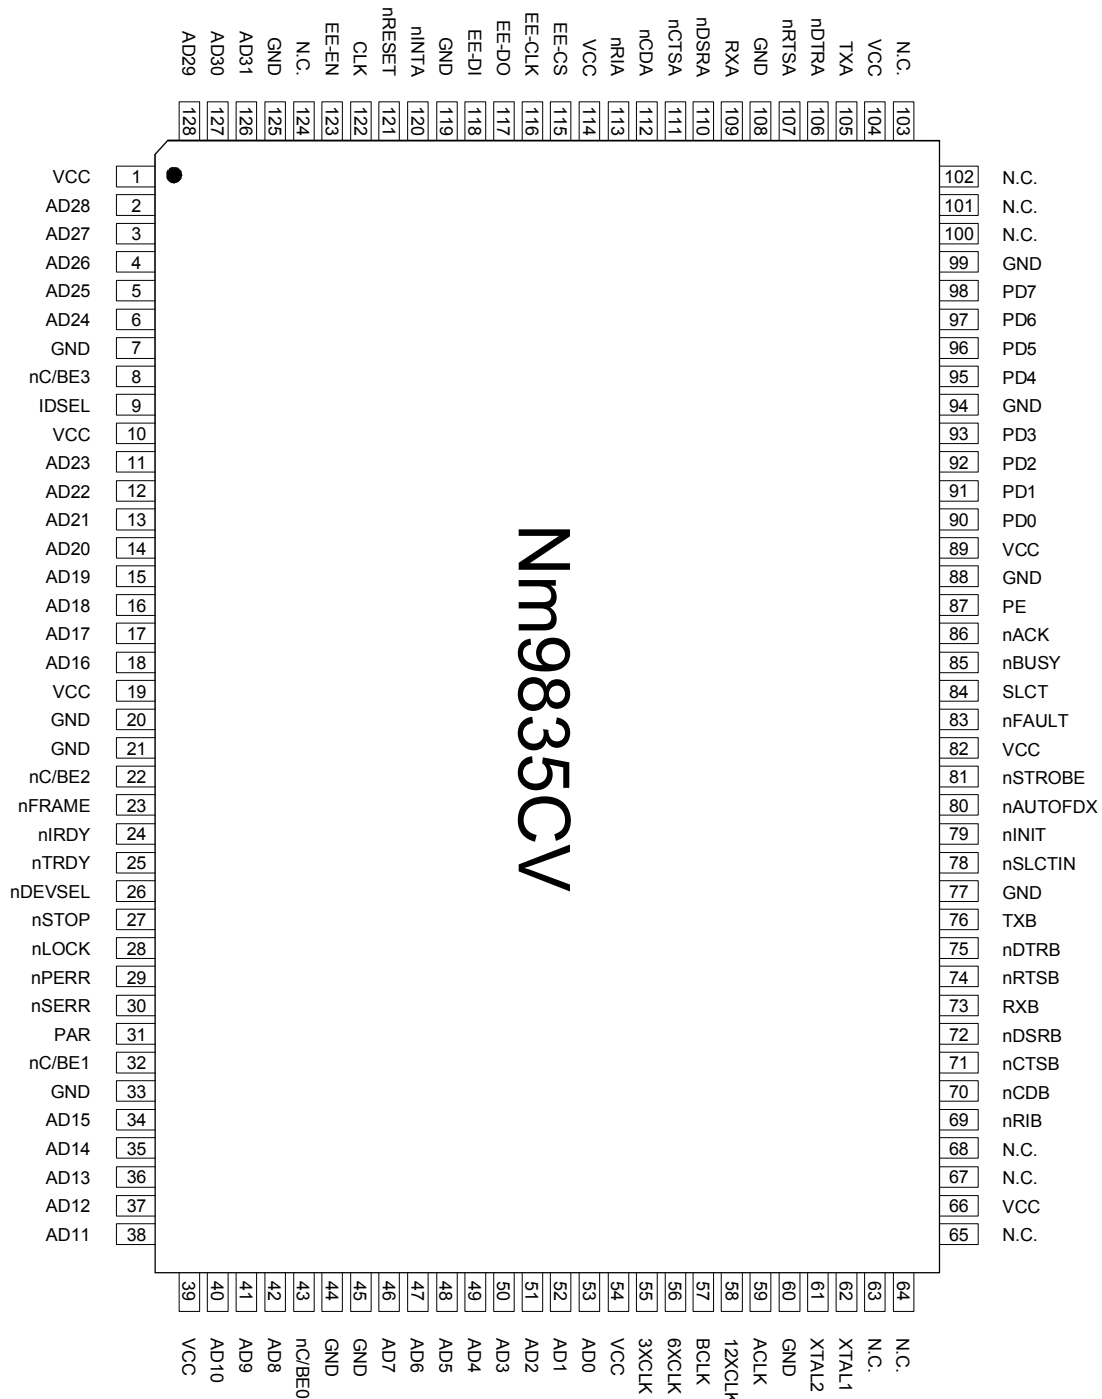 AD29 AD30 AD31 GND N.C. EE-EN CLK nRESET nINTA GND EE-DI EE-DO EE-CLK EE-CS VCC nRIA nCDA nCTSA nDSRA RXA GND nRTSA nDTRA TXA VCC N.C.
128 127 126 125 124 123 122 121 120 119 118 117 116 115 114 113 112 111 110 109 108 107 106 105 104 103
VCC 1 102 N.C.
AD28 2 101 N.C.
AD27 3 100 N.C.
AD26 4 99 GND
AD25 5 98 PD7
AD24 6 97 PD6
GND 7 96 PD5
nC/BE3 8 95 PD4
IDSEL 9 94 GND
VCC 10 93 PD3
AD23 11 92 PD2
AD22 12 91 PD1
AD21 13 90 PD0
AD20 14 89 VCC
AD19 15 88 GND
AD18 16 87 PE
AD17 17 86 nACK
AD16 18 85 nBUSY
VCC 19 84 SLCT
GND 20 83 nFAULT
GND 21 82 VCC
nC/BE2 22 81 nSTROBE
nFRAME 23 80 nAUTOFDX
nIRDY 24 79 nINIT
nTRDY 25 78 nSLCTIN
nDEVSEL 26 77 GND
nSTOP 27 76 TXB
nLOCK 28 75 nDTRB
nPERR 29 74 nRTSB
nSERR 30 73 RXB
PAR 31 72 nDSRB
nC/BE1 32 71 nCTSB
GND 33 70 nCDB
AD15 34 69 nRIB
AD14 35 68 N.C.
AD13 36 67 N.C.
AD12 37 66 VCC
AD11 38 65 N.C.
Nm9835CV
39 40 41 42 43 44 45 46 47 48 49 50 51 52 53 54 55 56 57 58 59 60 61 62 63 64
VCC AD10 AD9 AD8 nC/BE0 GND GND AD7 AD6 AD5 AD4 AD3 AD2 AD1 AD0 VCC 3XCLK 6XCLK BCLK 12XCLK ACLK GND XTAL2 XTAL1 N.C. N.C.